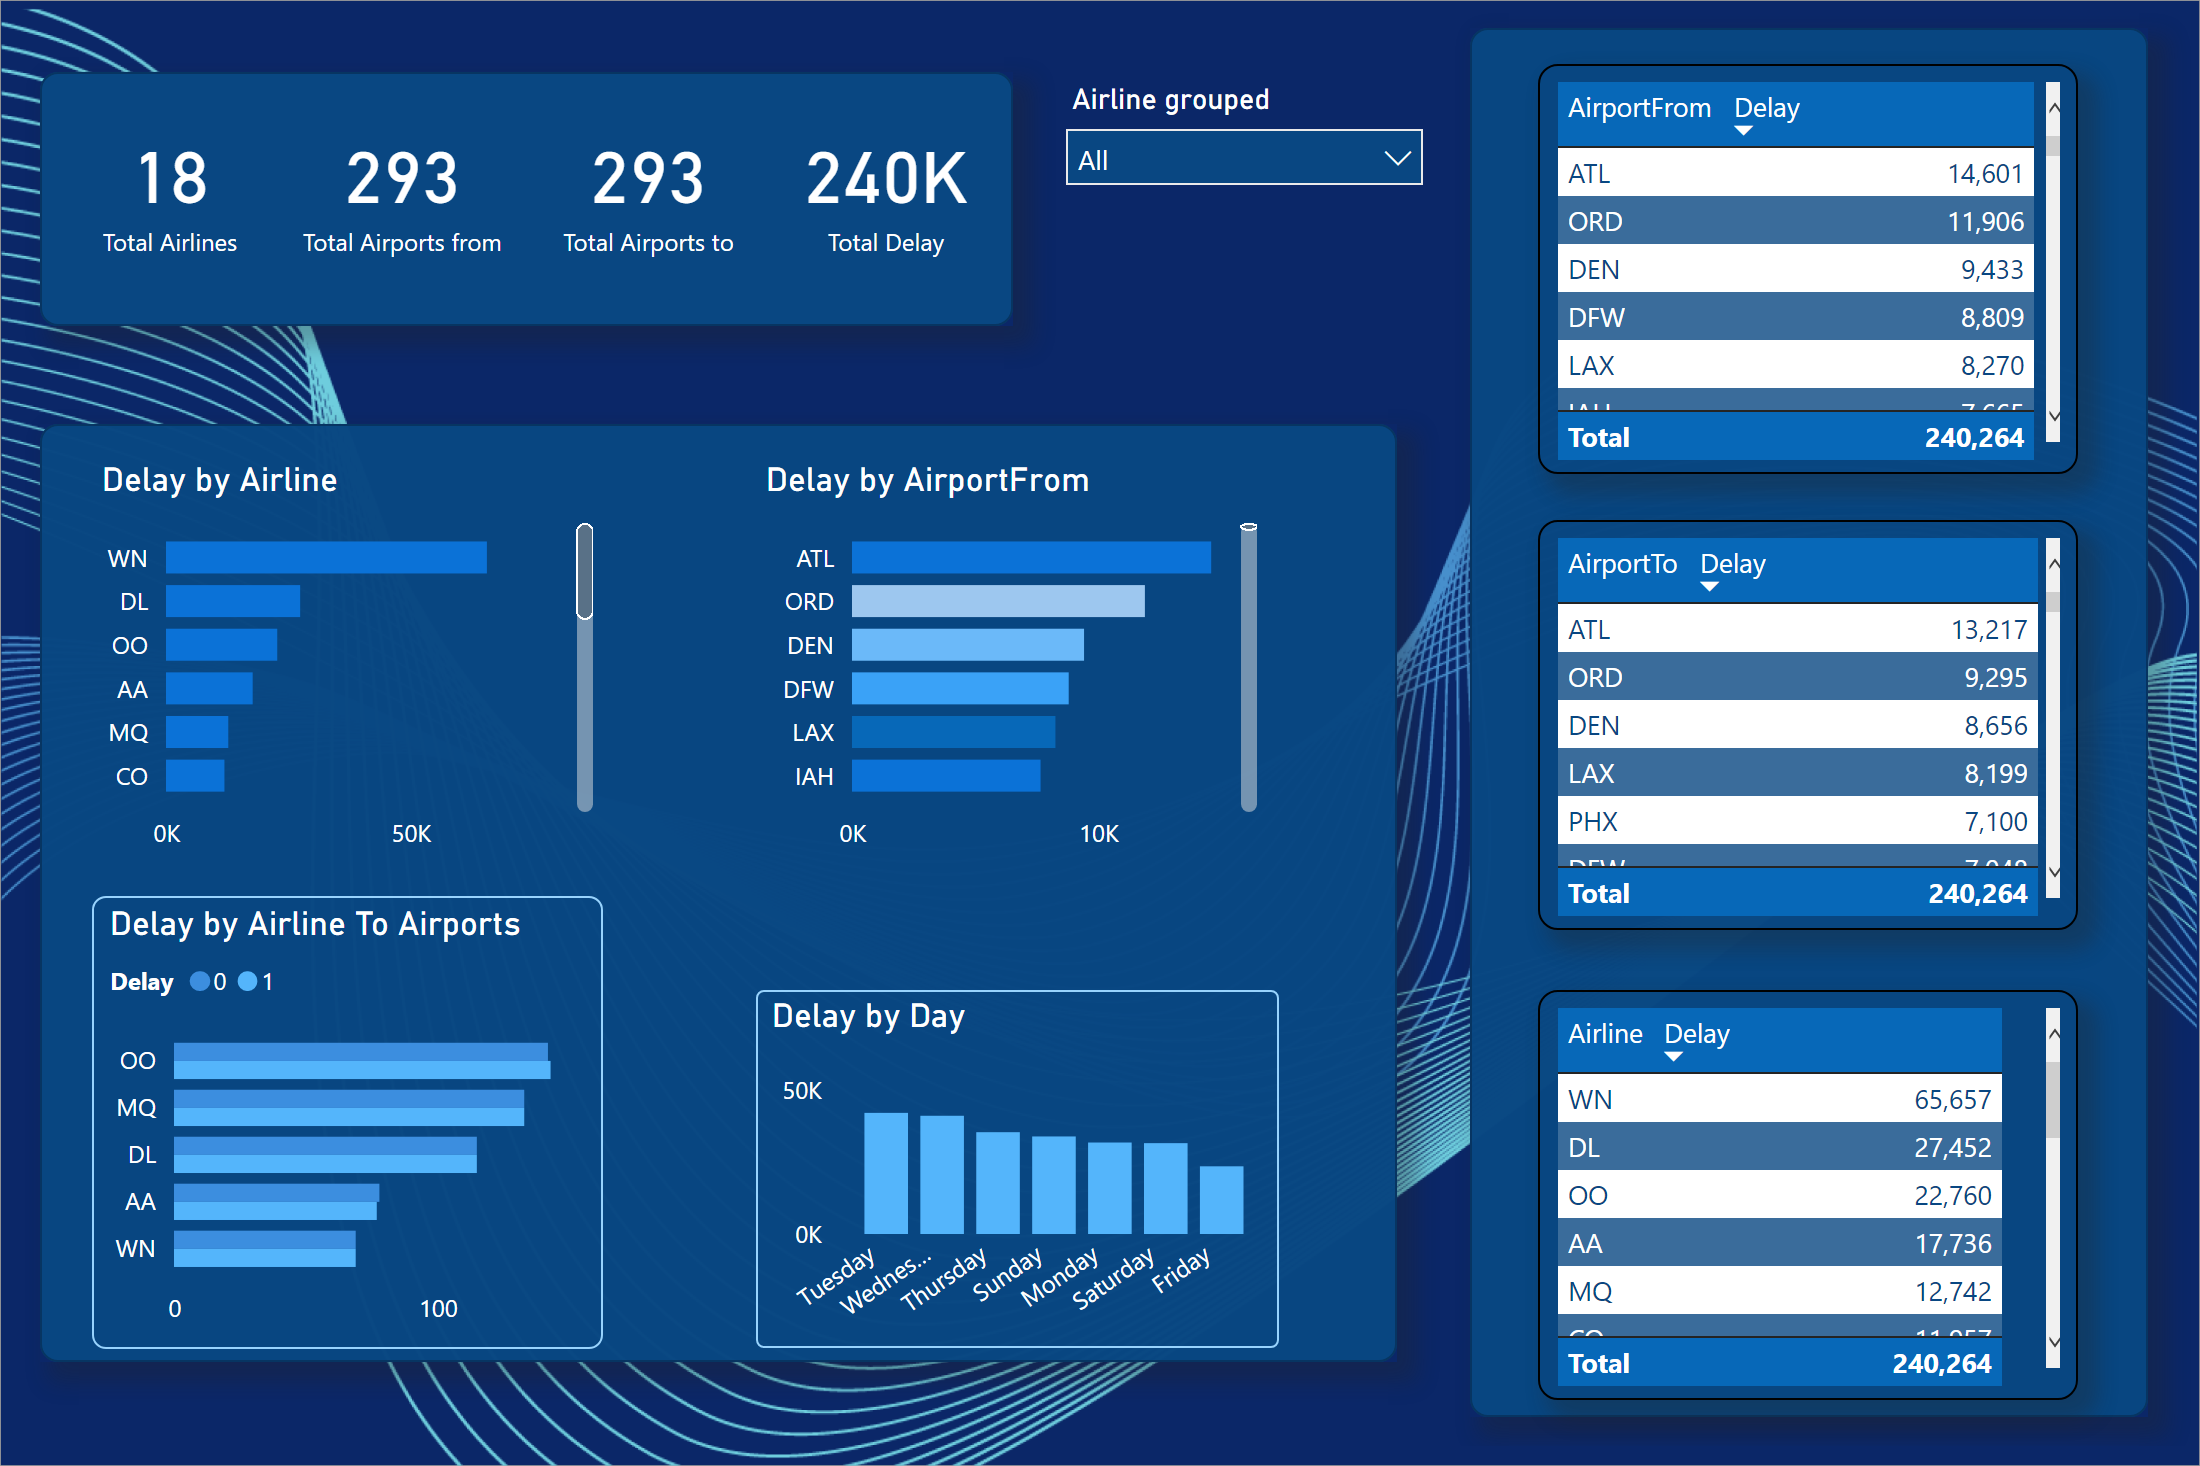 18
Total Airlines
293
Total Airports from
293
Total Airports to
240K
Total Delay
Airline grouped
All
Delay by Airline
WN
DL
OO
AA
MQ
CO
0K 50K
Delay by AirportFrom
ATL
ORD
DEN
DFW
LAX
IAH
0K 10K
Delay by Airline To Airports
Delay 0 1
OO
MQ
DL
AA
WN
0 100
Delay by Day
50K
0K
Tuesday
Wednes...
Thursday
Sunday
Monday
Saturday
Friday
AirportFrom Delay
ATL 14,601
ORD 11,906
DEN 9,433
DFW 8,809
LAX 8,270
Total 240,264
AirportTo Delay
ATL 13,217
ORD 9,295
DEN 8,656
LAX 8,199
PHX 7,100
Total 240,264
Airline Delay
WN 65,657
DL 27,452
OO 22,760
AA 17,736
MQ 12,742
Total 240,264